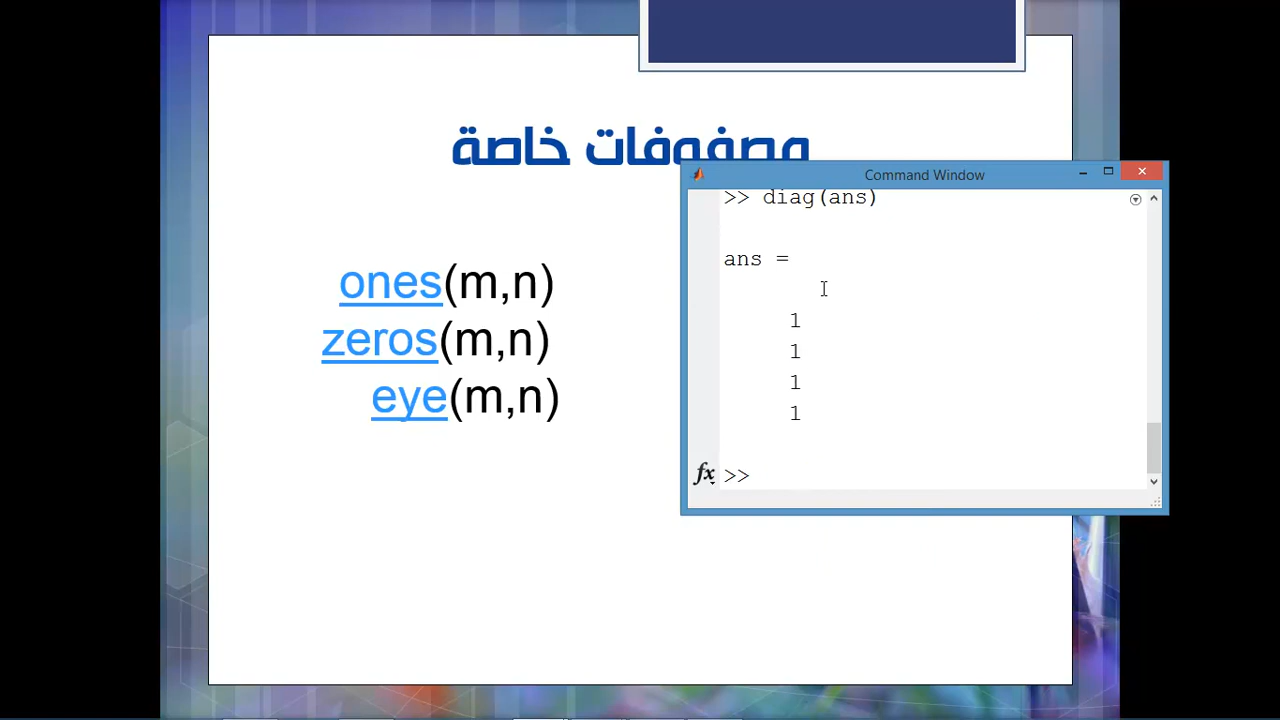 مصفوفات خاصة
ones(m,n)
zeros(m,n)
eye(m,n)
Command Window
>> diag(ans)
ans =
1
1
1
1
fx >>